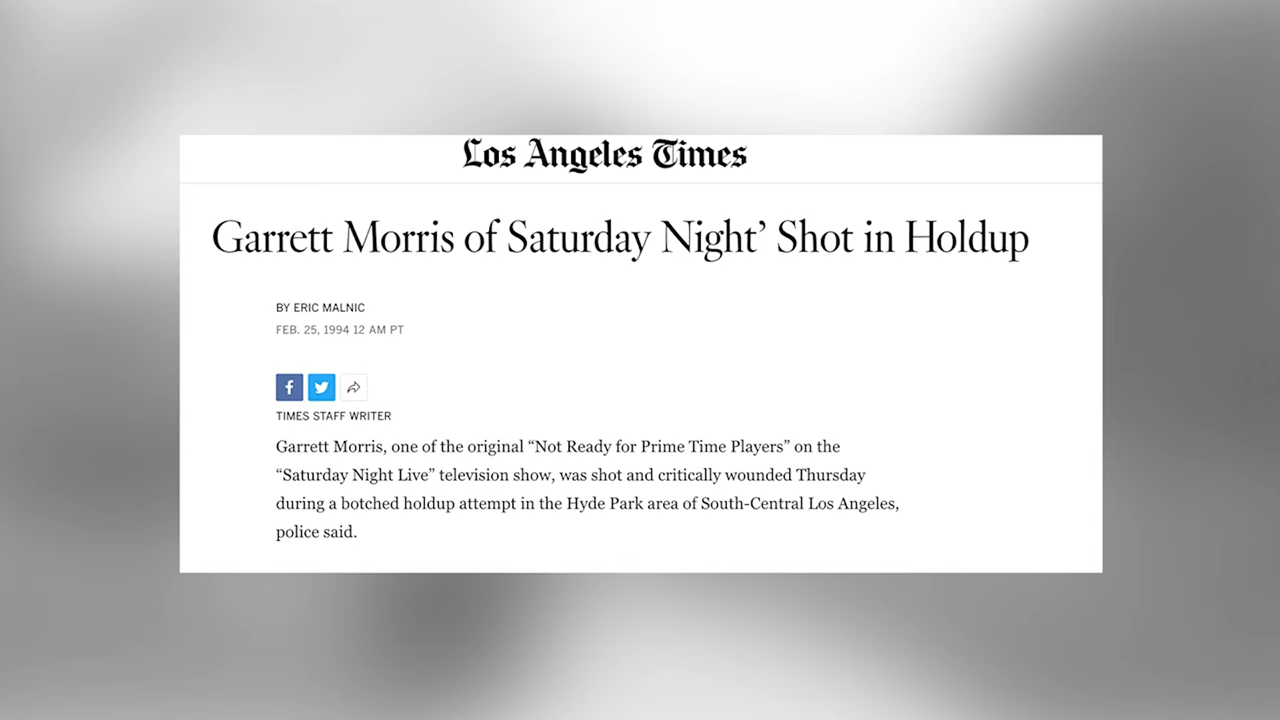 Los Angeles Times
Garrett Morris of Saturday Night’ Shot in Holdup
BY ERIC MALNIC
FEB. 25, 1994 12 AM PT
TIMES STAFF WRITER
Garrett Morris, one of the original “Not Ready for Prime Time Players” on the
“Saturday Night Live” television show, was shot and critically wounded Thursday
during a botched holdup attempt in the Hyde Park area of South-Central Los Angeles,
police said.